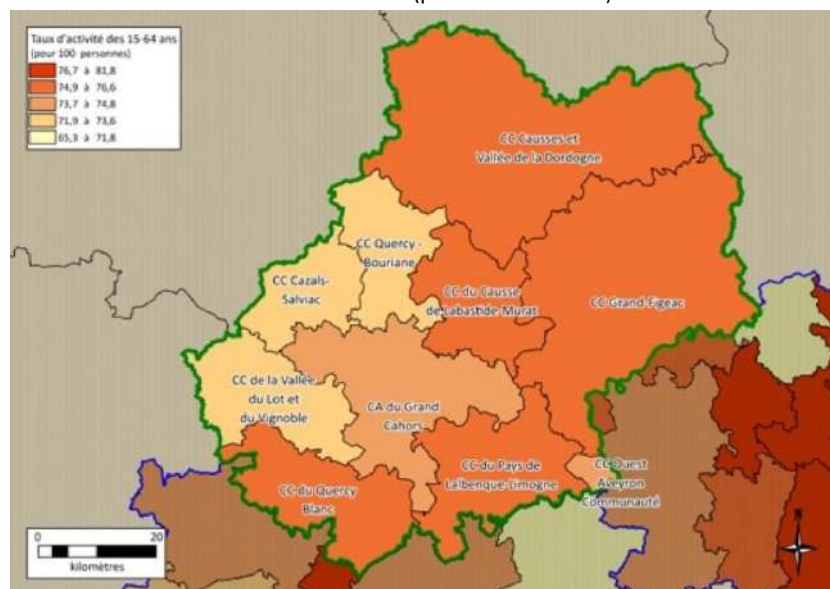 Taux d'activité des 15-64 ans
(pour 100 personnes)
76,7 à 81,8
74,9 à 76,6
73,7 à 74,8
71,9 à 73,6
65,3 à 71,8
CC Causses et
Vallée de la Dordogne
CC Quercy -
Bouriane
CC Cazals-
Salviac
CC du Causse
de Labastide-Murat
CC Grand-Figeac
CC de la Vallée
du Lot et
du Vignoble
CA du Grand
Cahors
CC du Pays de
Lalbenque-Limogne
CC Ouest
Aveyron
Communauté
CC du Quercy
Blanc
0 20
kilomètres
N